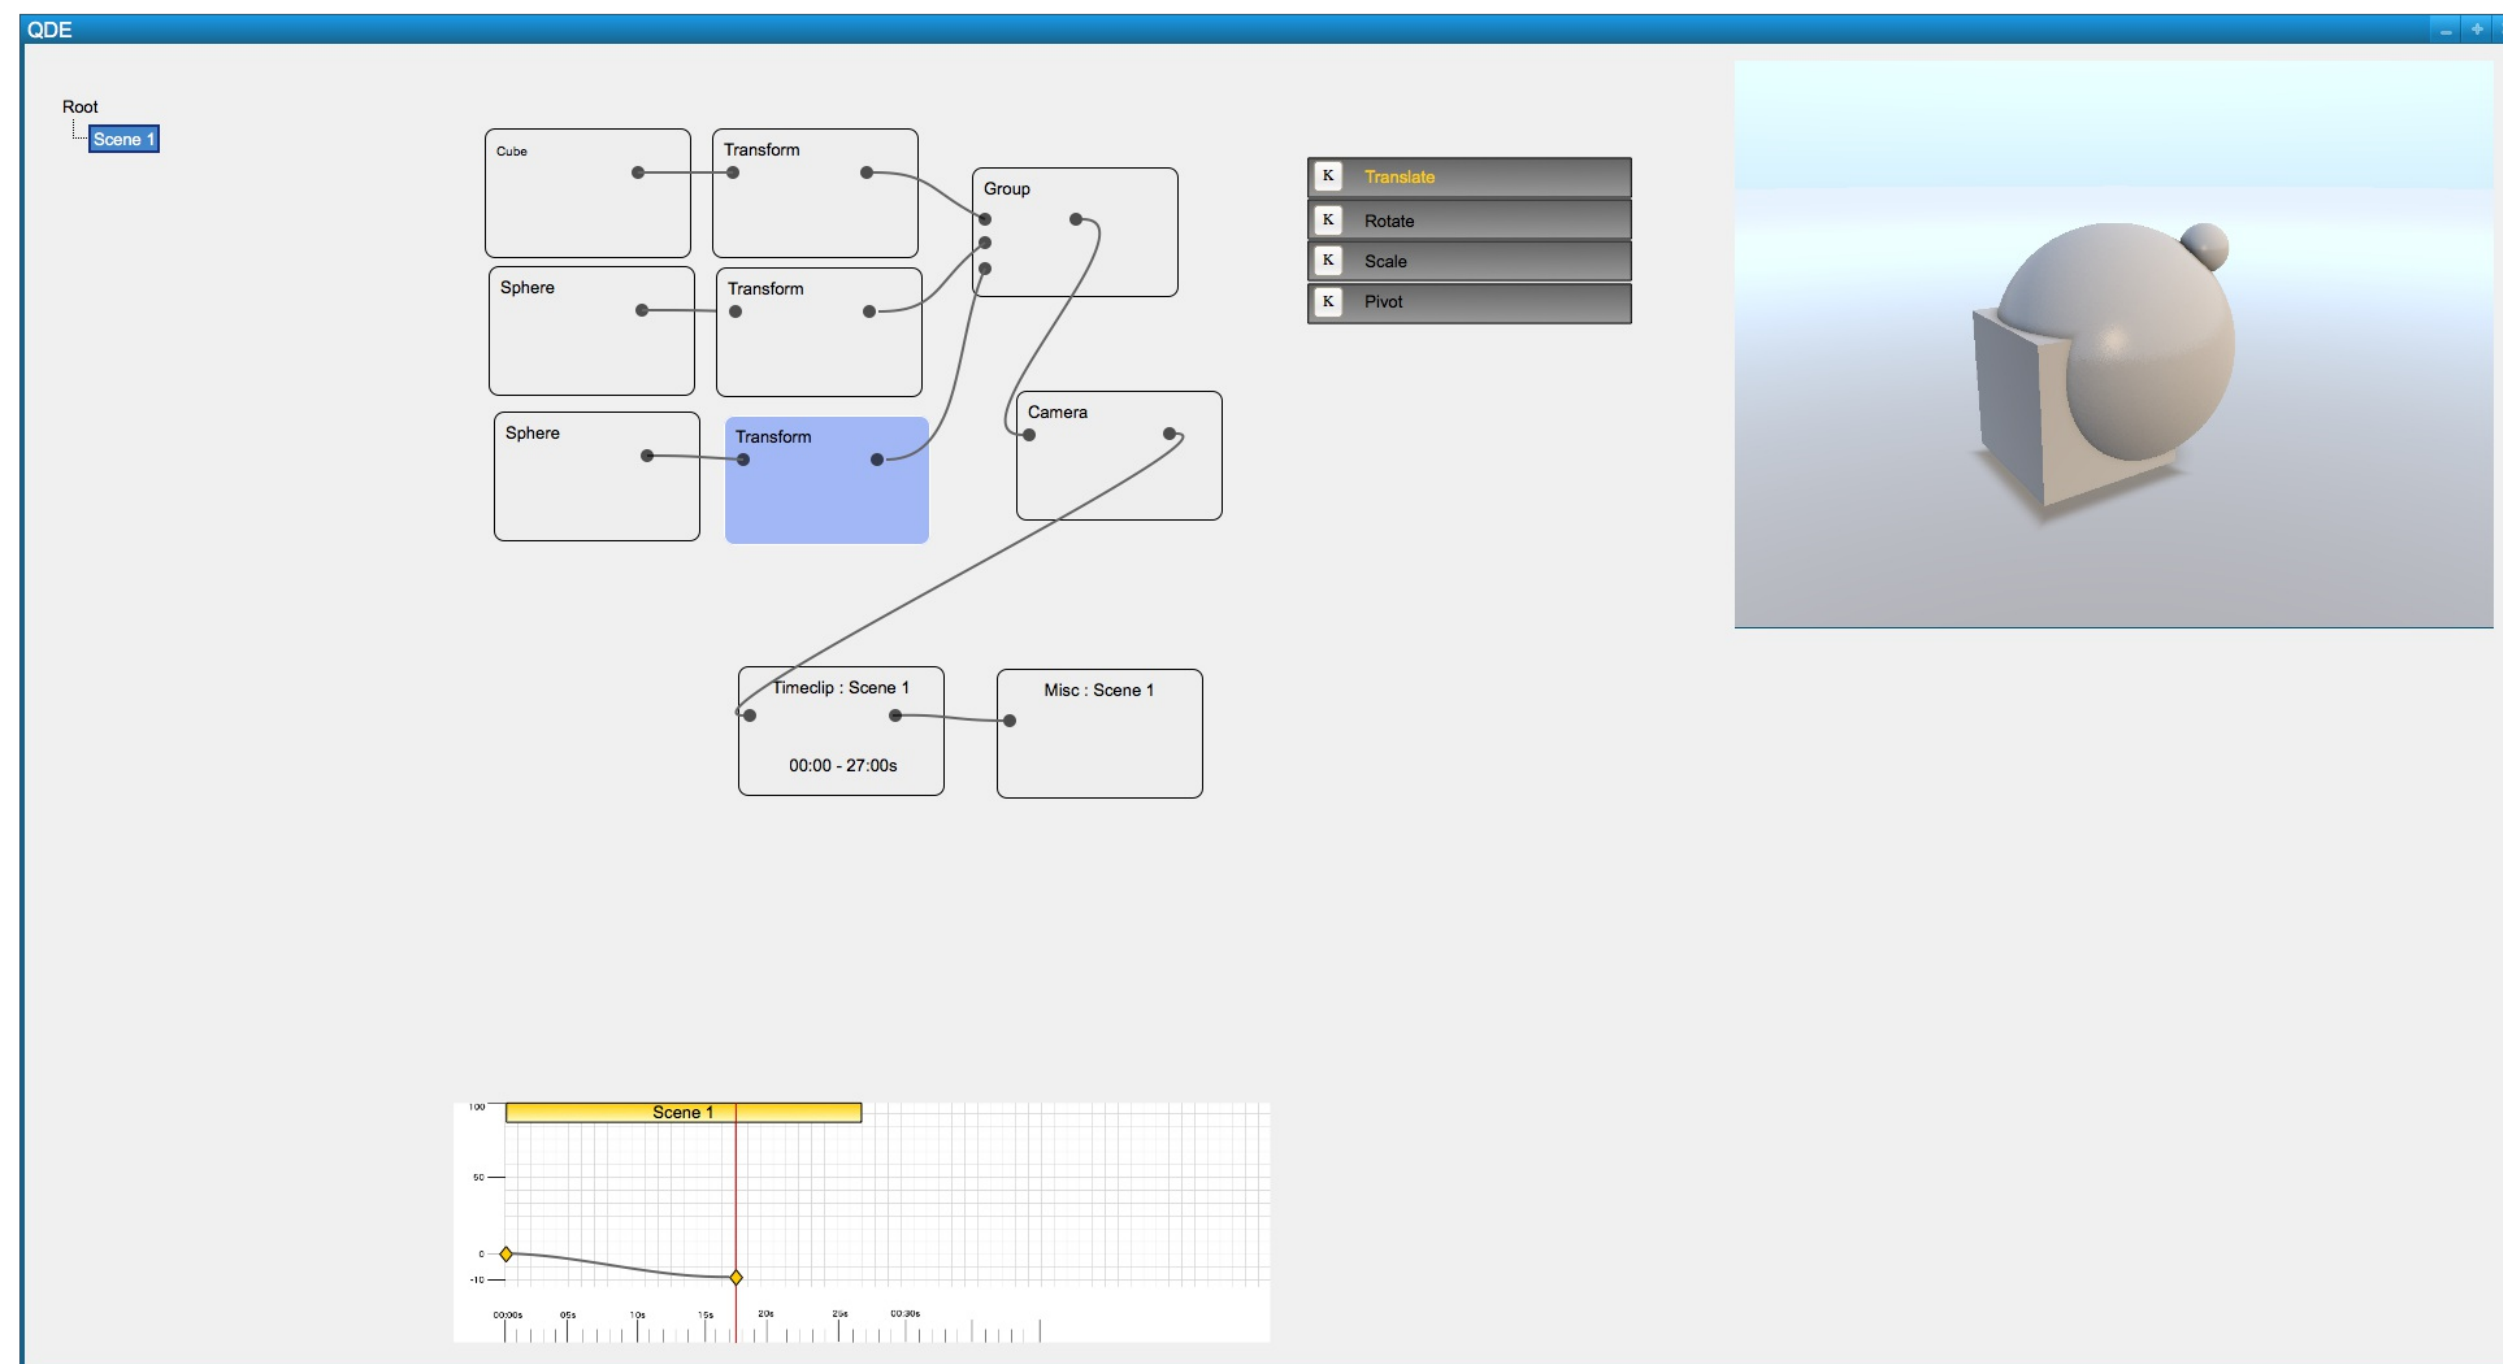 QDE
Root
Scene 1
Cube
Transform
Group
Sphere
Transform
Sphere
Transform
Camera
K Translate
K Rotate
K Scale
K Pivot
Timeclip : Scene 1
00:00 - 27:00s
Misc : Scene 1
100
Scene 1
50
0
-10
00:00s 05s 10s 15s 20s 25s 00:30s